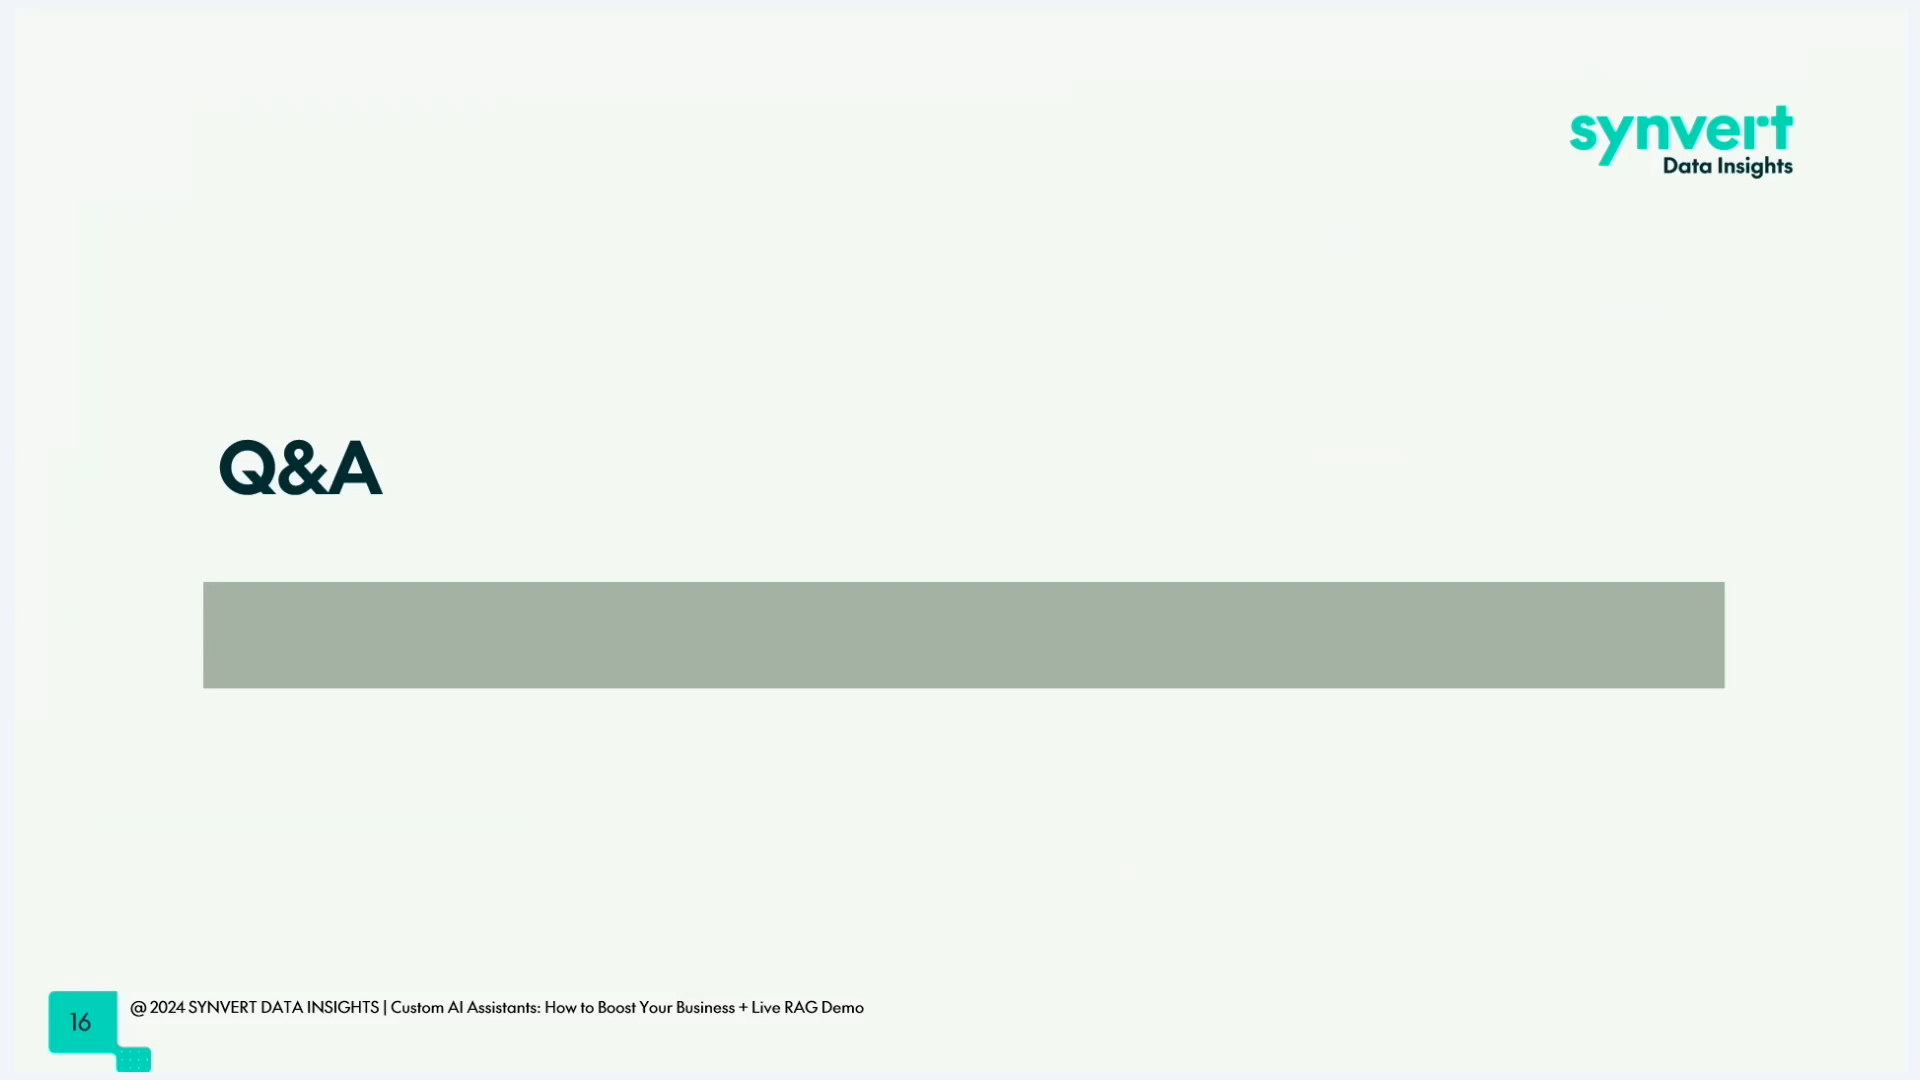 synvert
Data Insights
Q&A
16
@ 2024 SYNVERT DATA INSIGHTS | Custom AI Assistants: How to Boost Your Business + Live RAG Demo